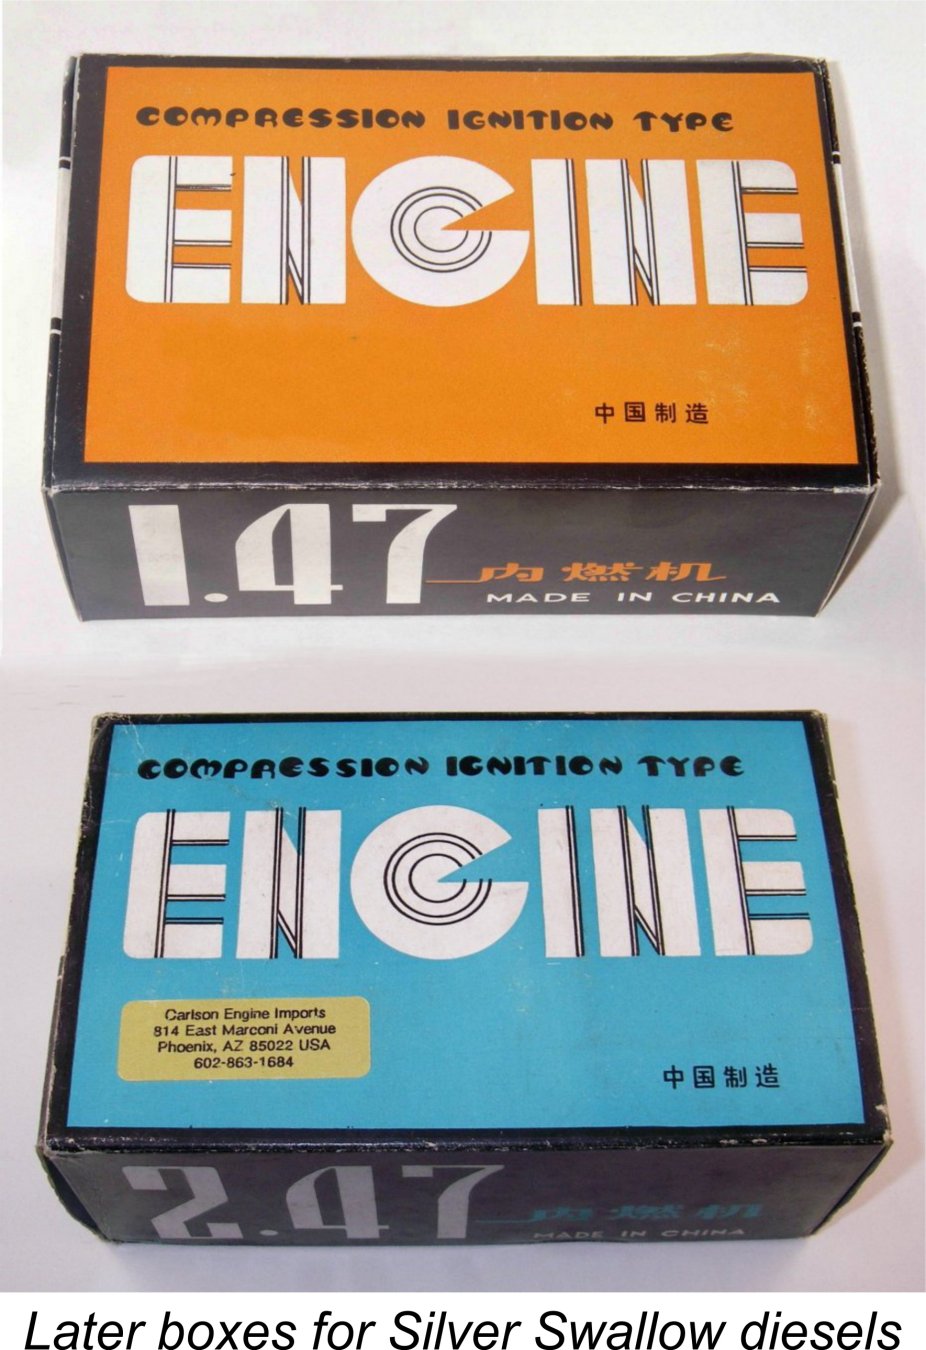 COMPRESSION IGNITION TYPE
ENGINE
中国制造
1.47 内燃机
MADE IN CHINA
COMPRESSION IGNITION TYPE
ENGINE
Carlson Engine Imports
814 East Marconi Avenue
Phoenix, AZ 85022 USA
602-863-1684
中国制造
2.47 内燃机
MADE IN CHINA
Later boxes for Silver Swallow diesels